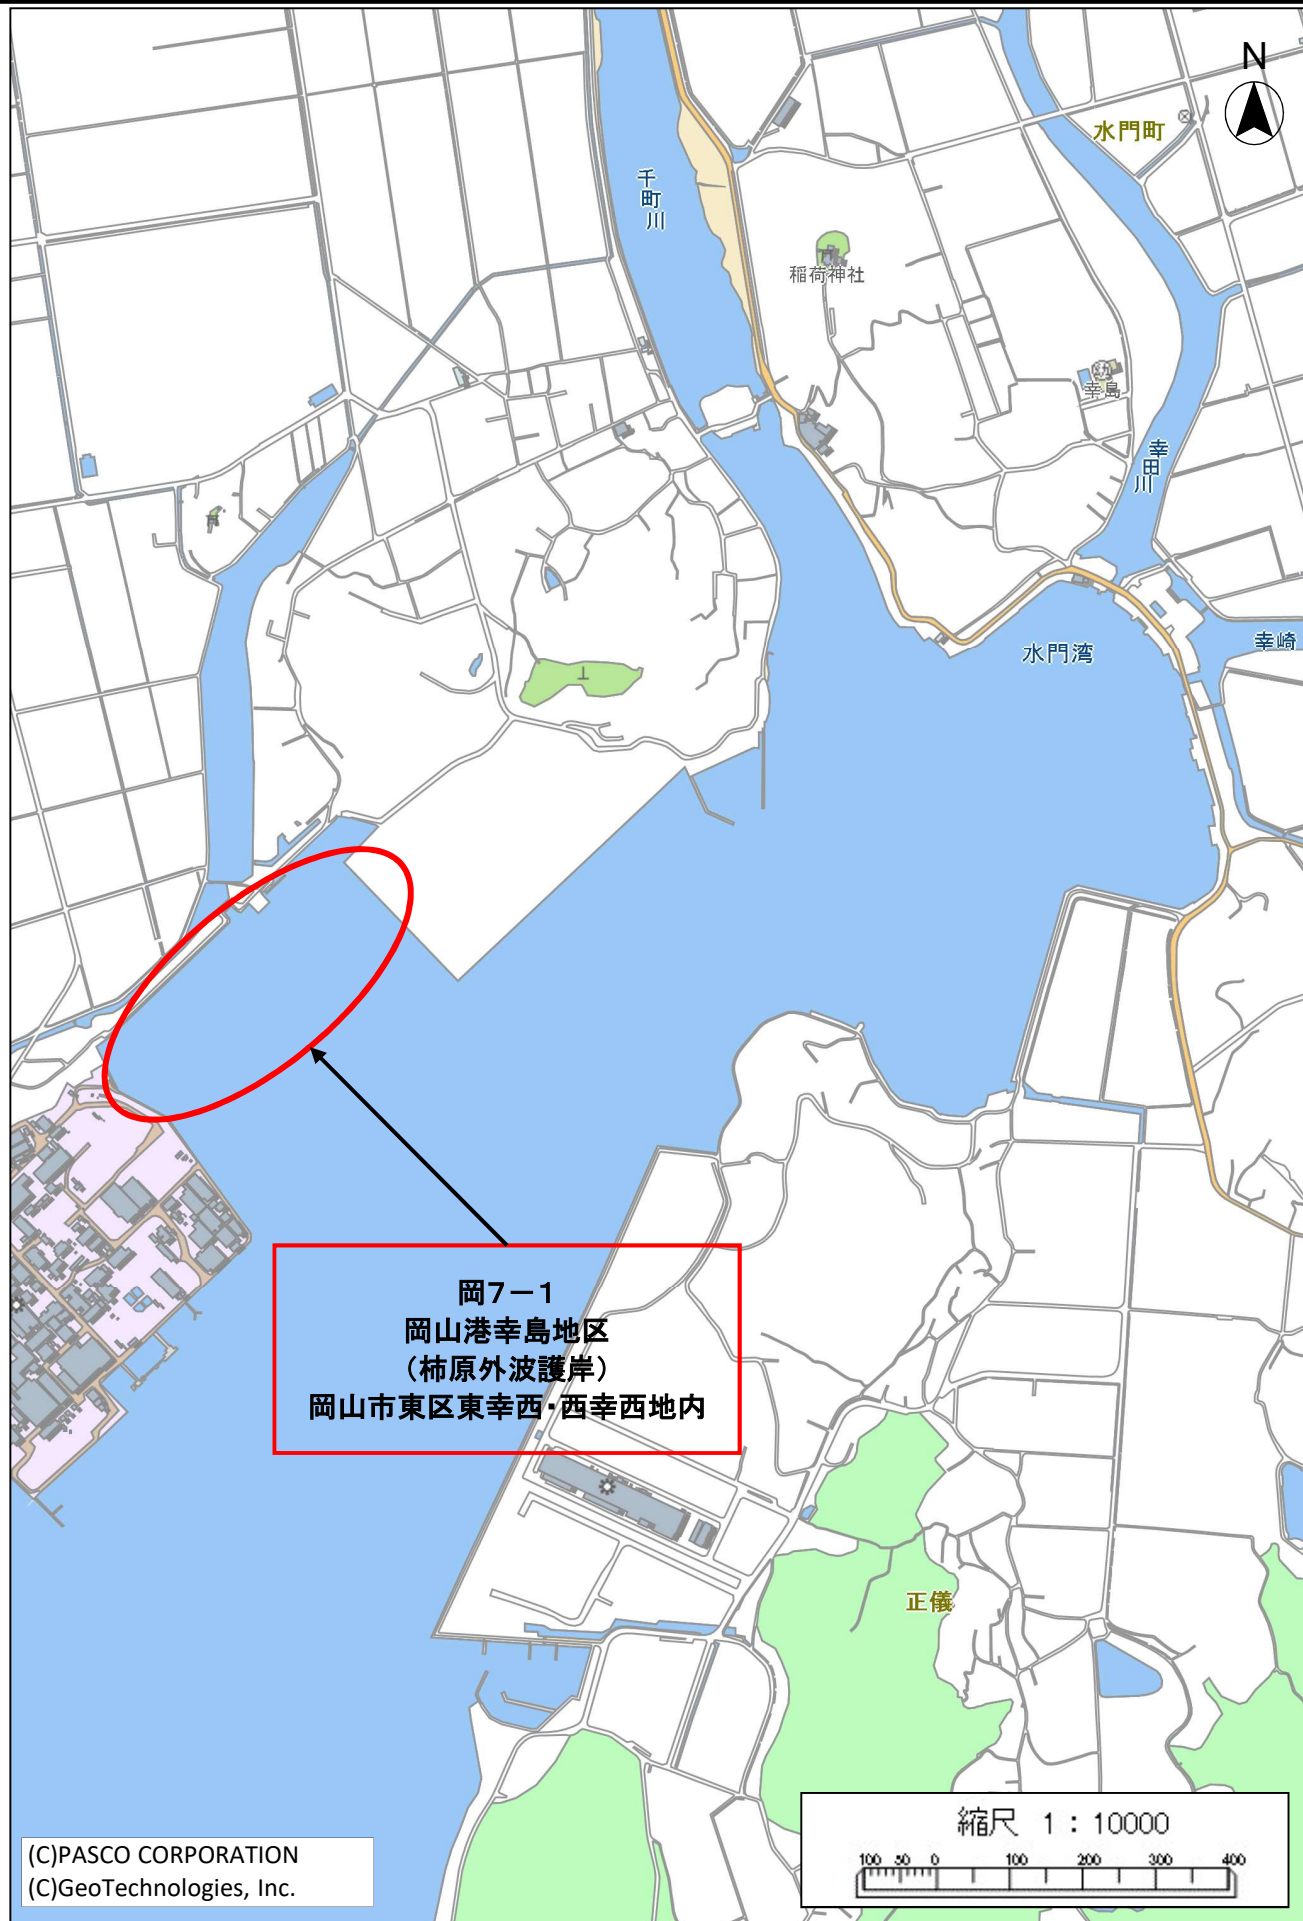 N
水門町
千町川
稲荷神社
幼
幸島
幸田川
水門湾
幸崎
岡7－1
岡山港幸島地区
（柿原外波護岸）
岡山市東区東幸西・西幸西地内
正儀
縮尺 1：10000
100 50 0 100 200 300 400
(C)PASCO CORPORATION
(C)GeoTechnologies, Inc.